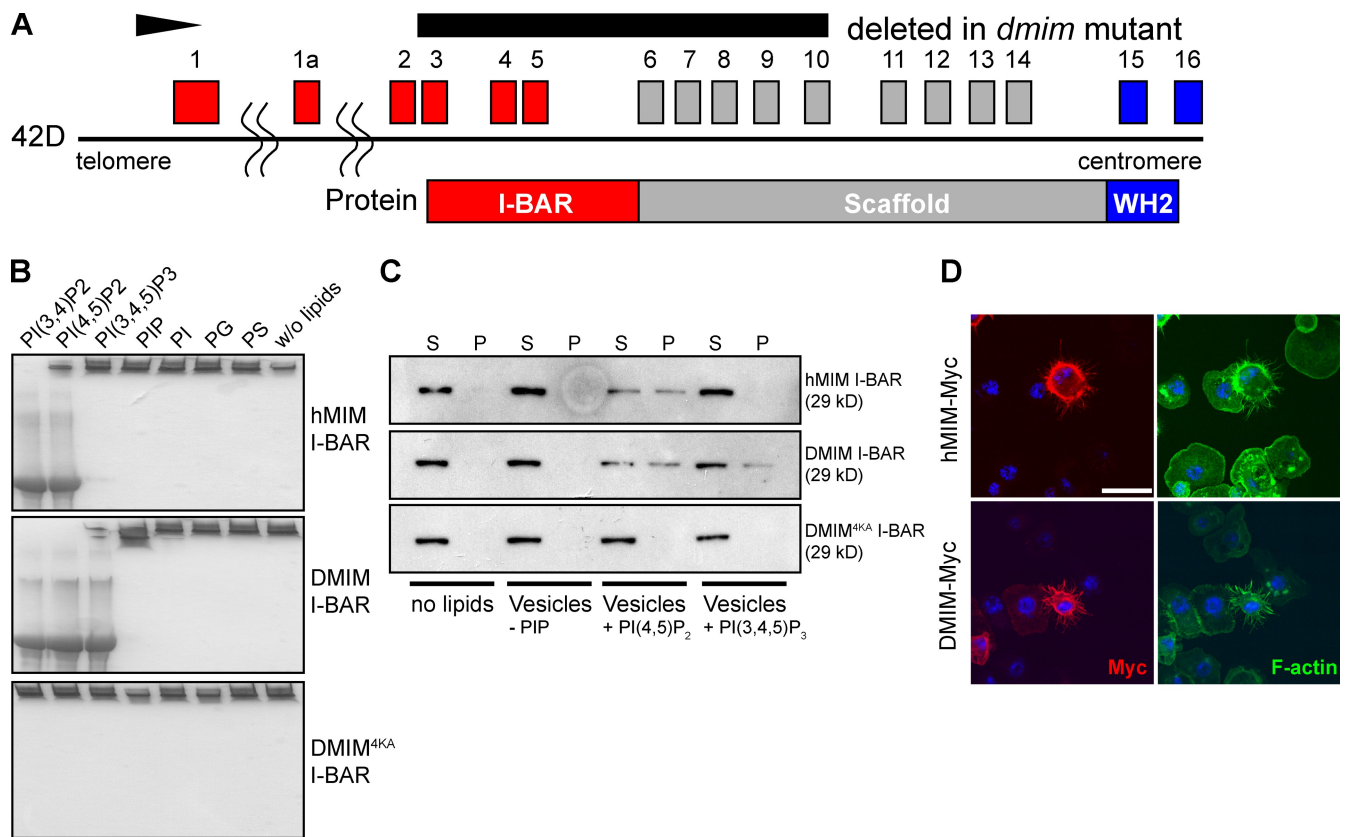 A
deleted in dmim mutant
1 1a 2 3 4 5 6 7 8 9 10 11 12 13 14 15 16
42D
telomere
centromere
Protein
I-BAR
Scaffold
WH2
B
PI(3,4)P2
PI(4,5)P2
PI(3,4,5)P3
PIP
PI
PG
PS
w/o lipids
hMIM
I-BAR
DMIM
I-BAR
DMIM4KA
I-BAR
C
S P S P S P S P
hMIM I-BAR
(29 kD)
DMIM I-BAR
(29 kD)
DMIM4KA I-BAR
(29 kD)
no lipids
Vesicles
- PIP
Vesicles
+ PI(4,5)P2
Vesicles
+ PI(3,4,5)P3
D
hMIM-Myc
DMIM-Myc
Myc
F-actin